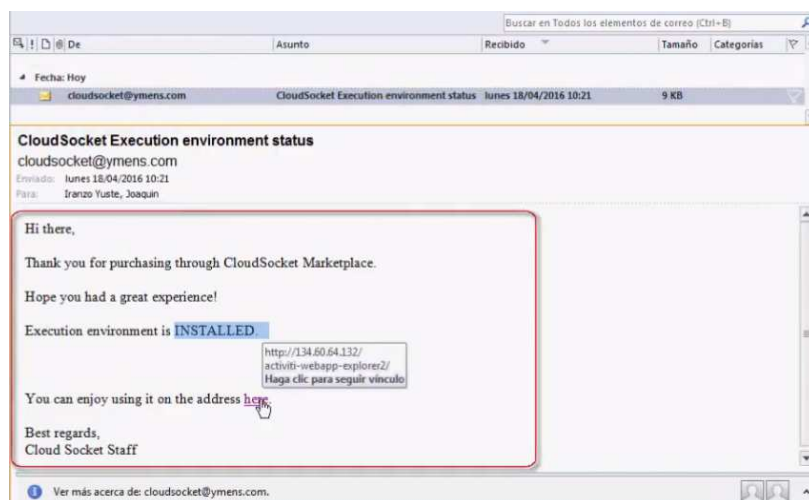 Buscar en Todos los elementos de correo (Ctrl+B)
! De Asunto Recibido Tamaño Categorías
Fecha: Hoy
cloudsocket@ymens.com CloudSocket Execution environment status lunes 18/04/2016 10:21 9 KB
CloudSocket Execution environment status
cloudsocket@ymens.com
Enviado: lunes 18/04/2016 10:21
Para: Iranzo Yuste, Joaquin
Hi there,
Thank you for purchasing through CloudSocket Marketplace.
Hope you had a great experience!
Execution environment is INSTALLED.
http://134.60.64.132/
activiti-webapp-explorer2/
Haga clic para seguir vínculo
You can enjoy using it on the address here.
Best regards,
Cloud Socket Staff
Ver más acerca de: cloudsocket@ymens.com.